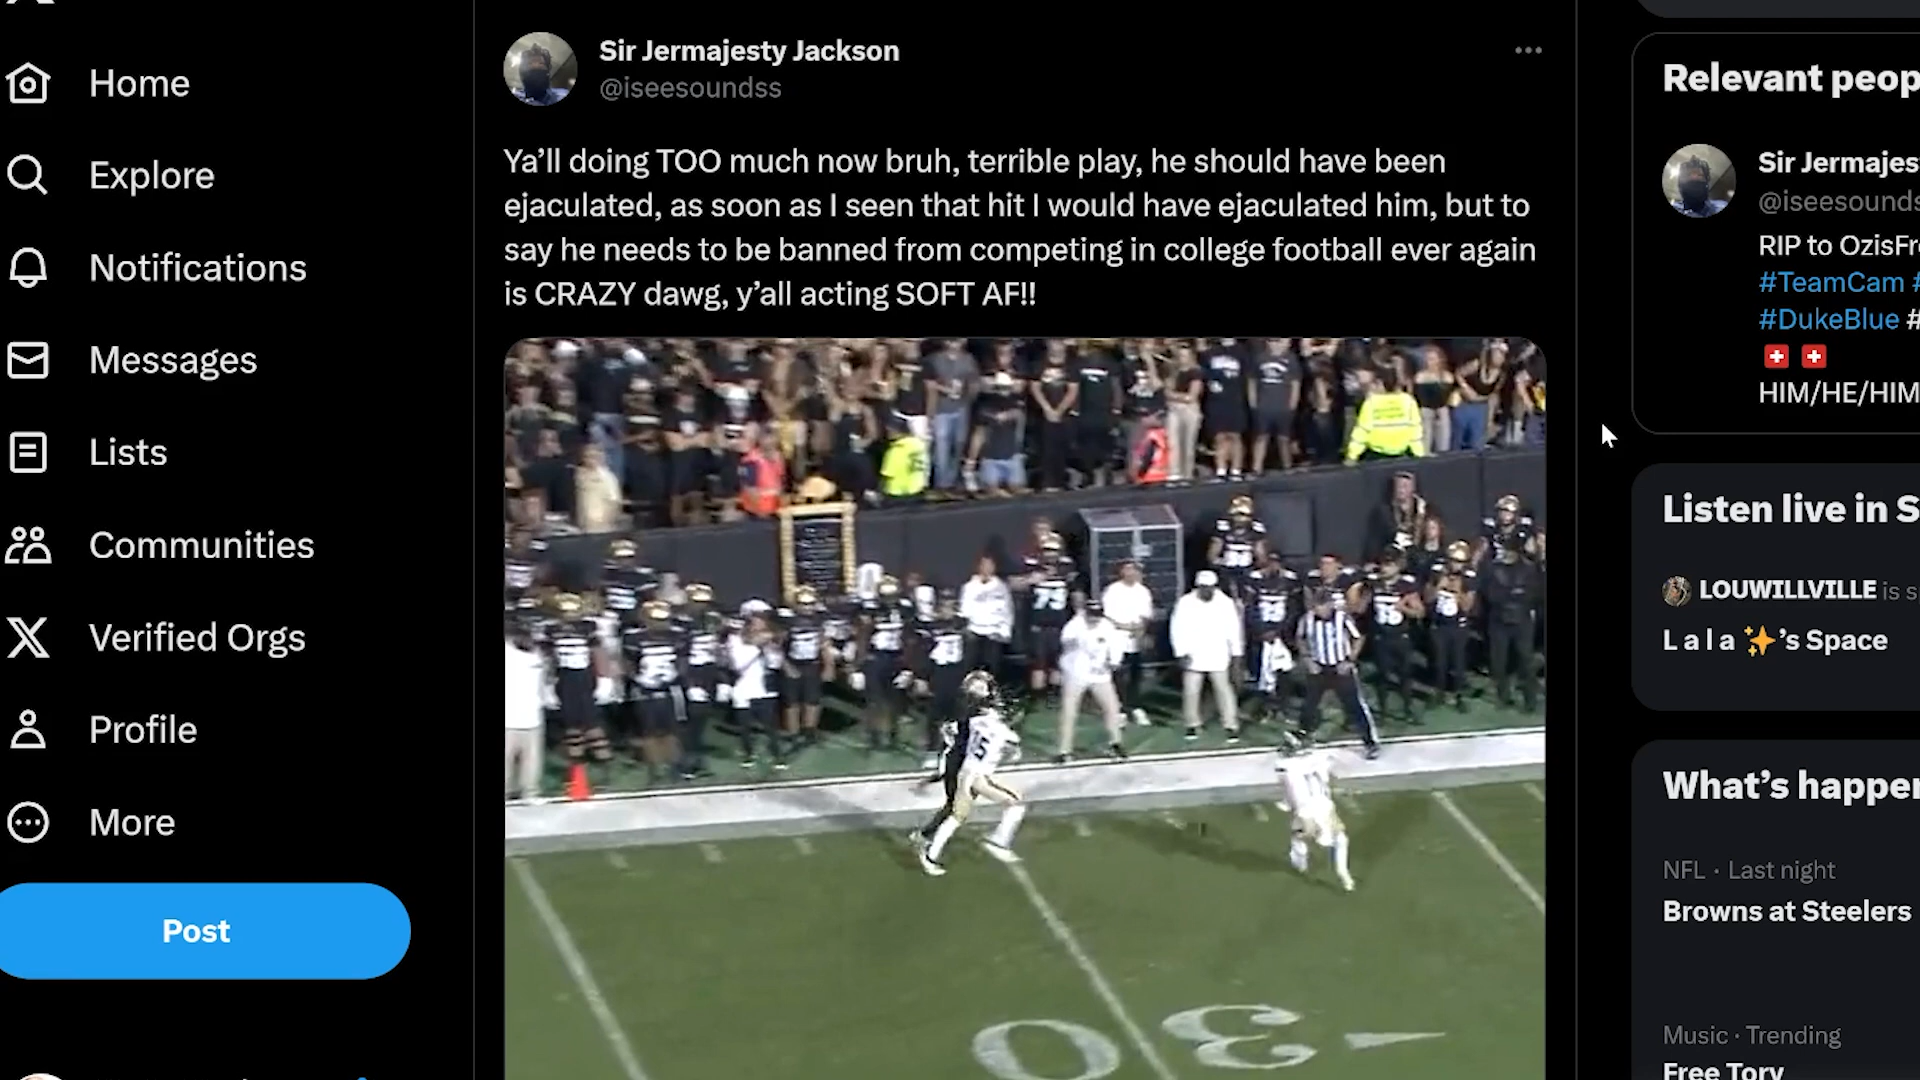 Home
Explore
Notifications
Messages
Lists
Communities
Verified Orgs
Profile
More
Post
Sir Jermajesty Jackson
@iseesoundss
Ya’ll doing TOO much now bruh, terrible play, he should have been
ejaculated, as soon as I seen that hit I would have ejaculated him, but to
say he needs to be banned from competing in college football ever again
is CRAZY dawg, y’all acting SOFT AF!!
30
Relevant peop
Sir Jermajes
@iseesounds
RIP to OzisFr
#TeamCam #
#DukeBlue #
HIM/HE/HIM
Listen live in S
LOUWILLVILLE is s
L a l a ✨’s Space
What’s happen
NFL · Last night
Browns at Steelers
Music · Trending
Free Tory